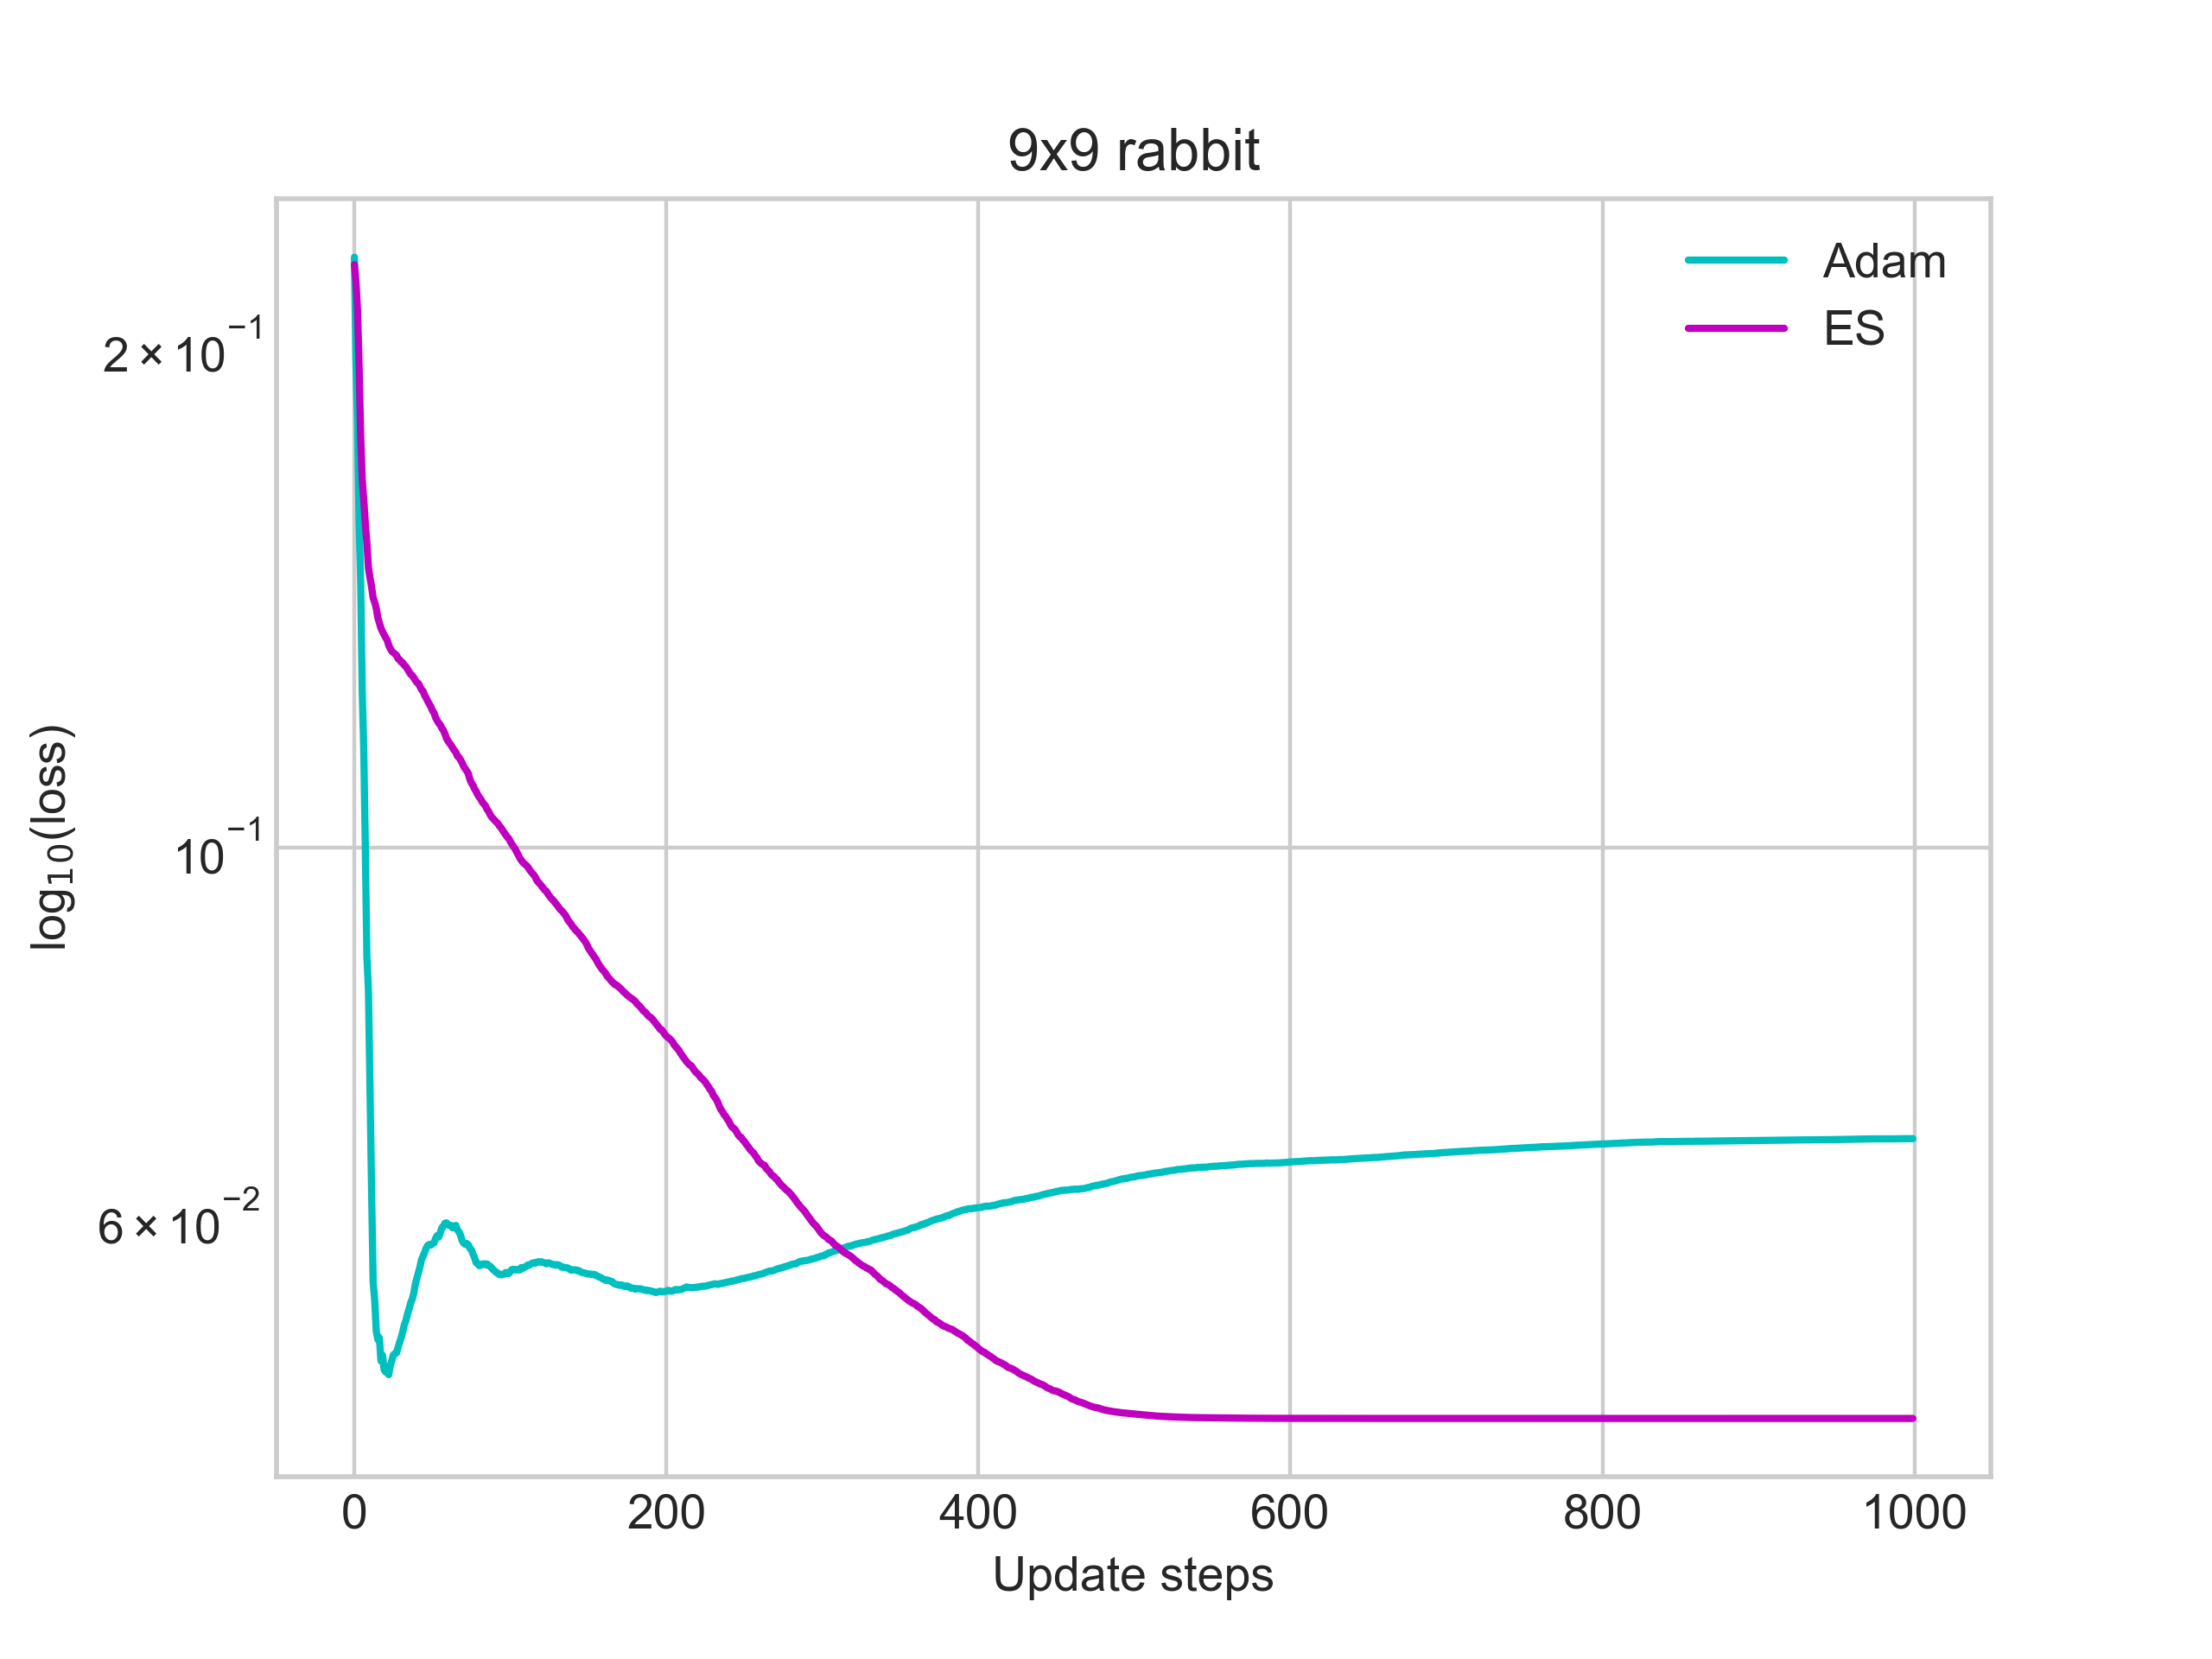 9x9 rabbit
Adam
ES
2 × 10⁻¹
10⁻¹
6 × 10⁻²
log₁₀(loss)
0 200 400 600 800 1000
Update steps